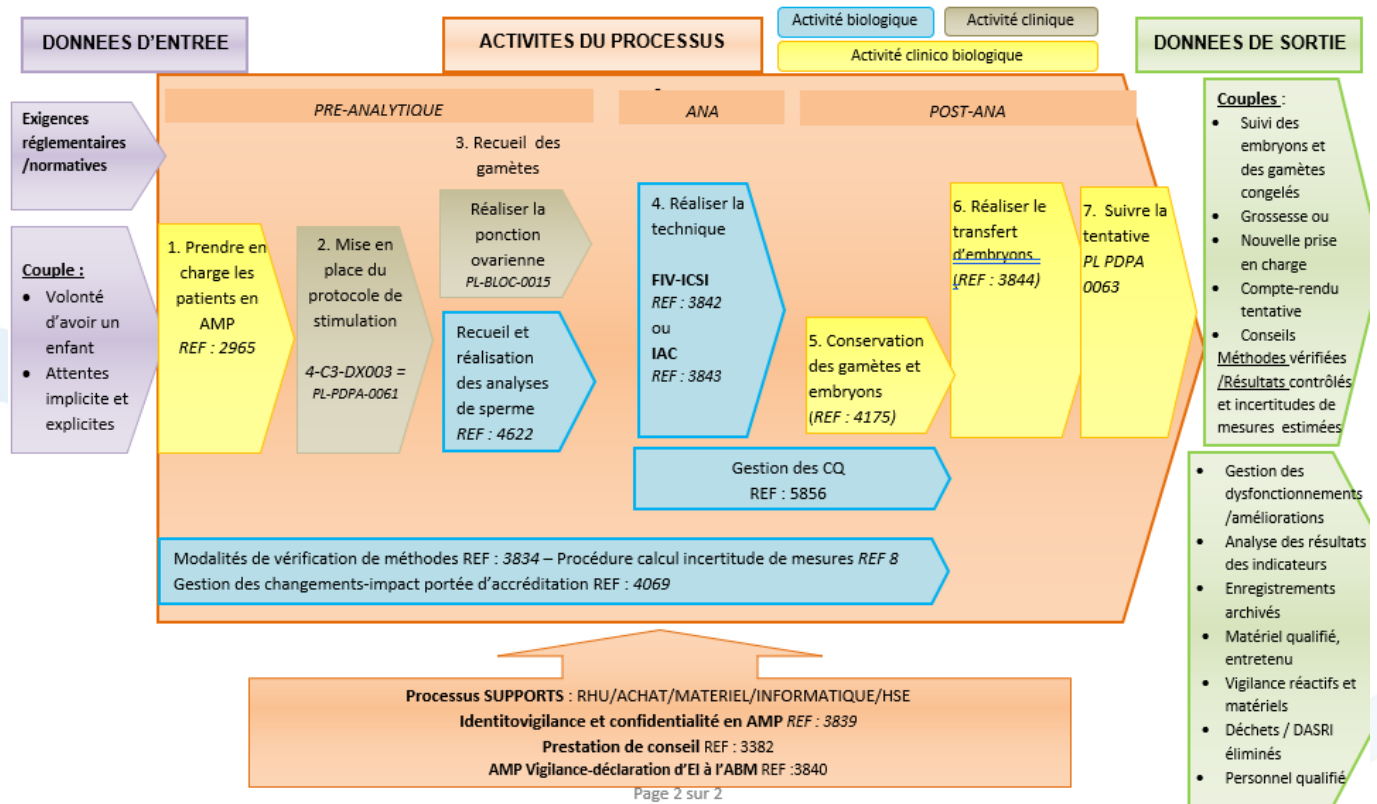 DONNEES D'ENTREE
ACTIVITES DU PROCESSUS
Activité biologique
Activité clinique
Activité clinico biologique
DONNEES DE SORTIE
Exigences
réglementaires
/normatives
Couple :
• Volonté
d'avoir un
enfant
• Attentes
implicite et
explicites
PRE-ANALYTIQUE
ANA
POST-ANA
1. Prendre en
charge les
patients en
AMP
REF : 2965
2. Mise en
place du
protocole de
stimulation
4-C3-DX003 =
PL-PDPA-0061
3. Recueil des
gamètes
Réaliser la
ponction
ovarienne
PL-BLOC-0015
Recueil et
réalisation
des analyses
de sperme
REF : 4622
4. Réaliser la
technique
FIV-ICSI
REF : 3842
ou
IAC
REF : 3843
5. Conservation
des gamètes et
embryons
(REF : 4175)
6. Réaliser le
transfert
d'embryons
(REF : 3844)
7. Suivre la
tentative
PL PDPA
0063
Gestion des CQ
REF : 5856
Modalités de vérification de méthodes REF : 3834 – Procédure calcul incertitude de mesures REF 8
Gestion des changements-impact portée d'accréditation REF : 4069
Processus SUPPORTS : RHU/ACHAT/MATERIEL/INFORMATIQUE/HSE
Identitovigilance et confidentialité en AMP REF : 3839
Prestation de conseil REF : 3382
AMP Vigilance-déclaration d'EI à l'ABM REF :3840
Couples :
• Suivi des
embryons et
des gamètes
congelés
• Grossesse ou
• Nouvelle prise
en charge
• Compte-rendu
tentative
• Conseils
Méthodes vérifiées
/Résultats contrôlés
et incertitudes de
mesures estimées
• Gestion des
dysfonctionnements
/améliorations
• Analyse des résultats
des indicateurs
• Enregistrements
archivés
• Matériel qualifié,
entretenu
• Vigilance réactifs et
matériels
• Déchets / DASRI
éliminés
• Personnel qualifié
Page 2 sur 2